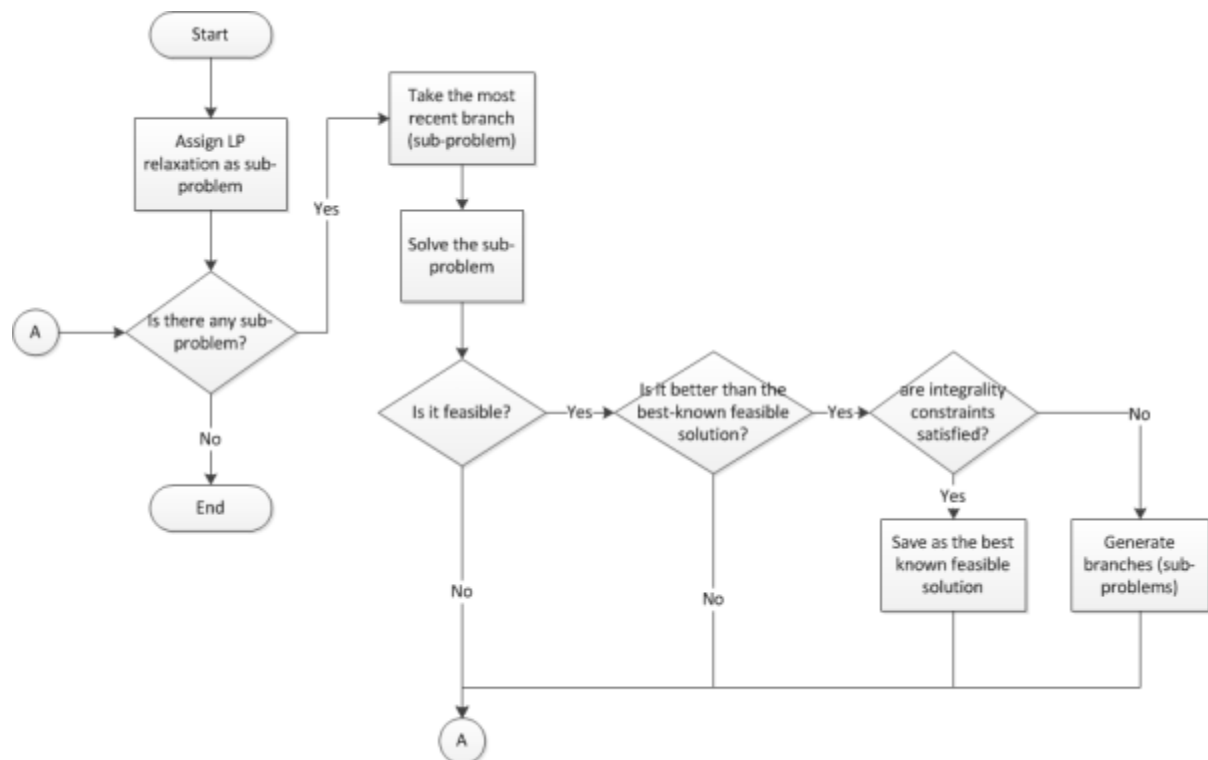 Start
Assign LP
relaxation as sub-
problem
Is there any sub-
problem?
A
No
End
Yes
Take the most
recent branch
(sub-problem)
Solve the sub-
problem
Is it feasible?
Yes
Is it better than the
best-known feasible
solution?
Yes
are integrality
constraints
satisfied?
No
Yes
Save as the best
known feasible
solution
Generate
branches (sub-
problems)
No
No
A